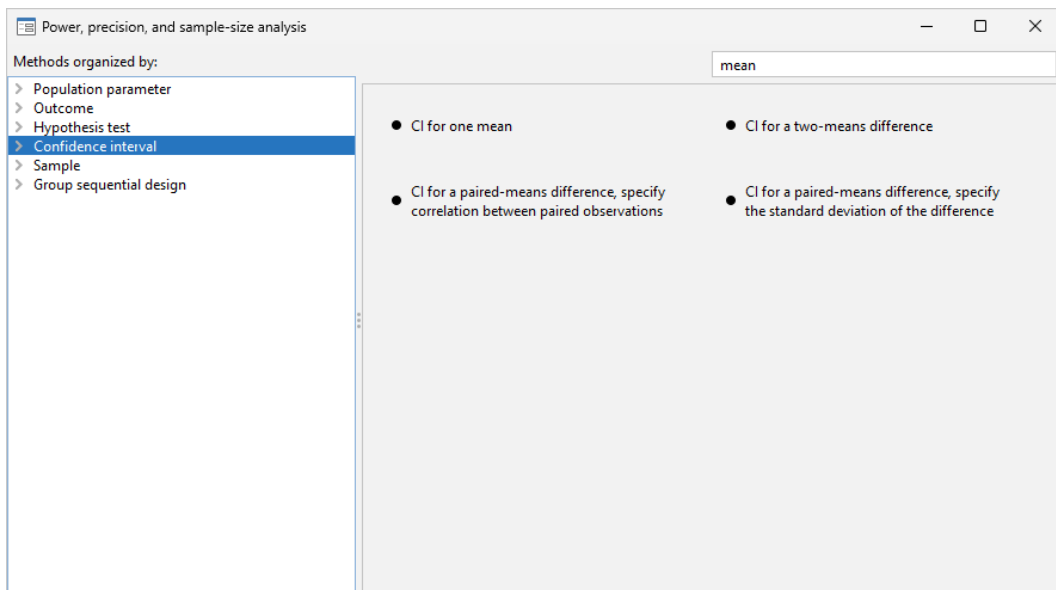 Power, precision, and sample-size analysis
Methods organized by:
mean
Population parameter
Outcome
Hypothesis test
Confidence interval
Sample
Group sequential design
CI for one mean
CI for a two-means difference
CI for a paired-means difference, specify
correlation between paired observations
CI for a paired-means difference, specify
the standard deviation of the difference